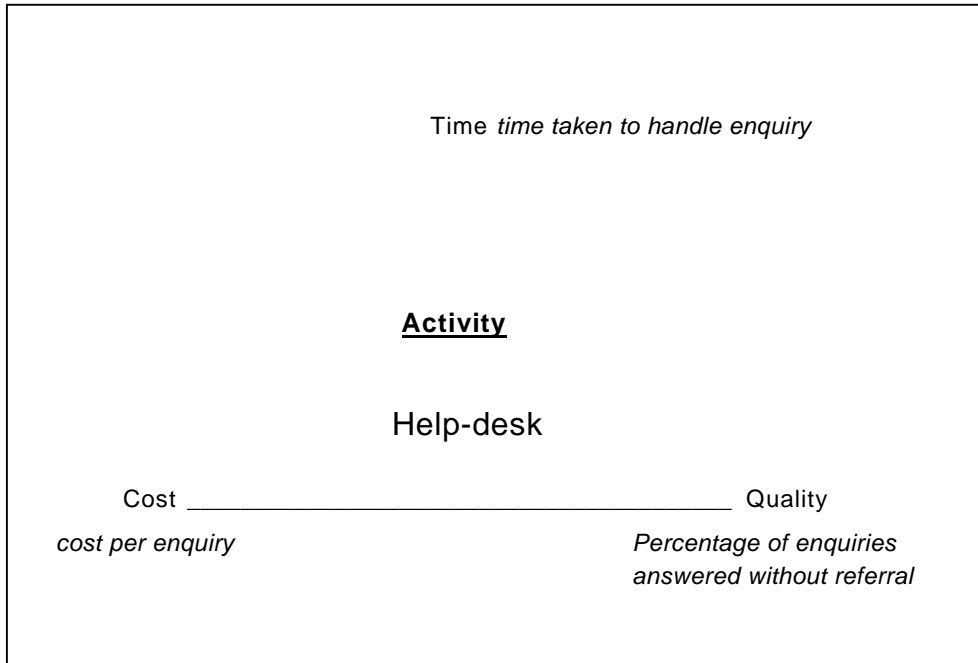 Time time taken to handle enquiry
Activity
Help-desk
Cost ________________________________________ Quality
cost per enquiry
Percentage of enquiries
answered without referral